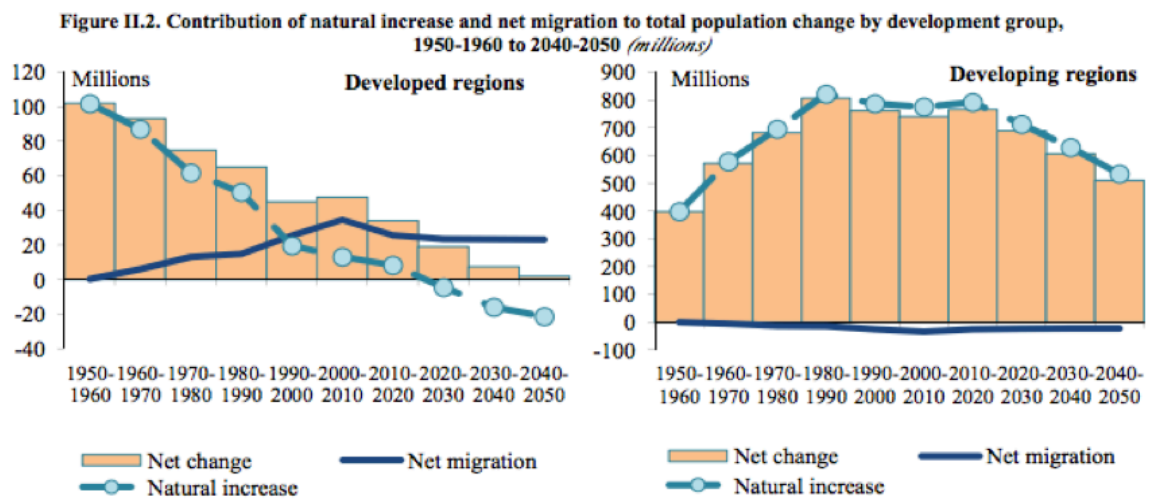 Figure II.2. Contribution of natural increase and net migration to total population change by development group,
1950-1960 to 2040-2050 (millions)
120
100
80
60
40
20
0
-20
-40
Millions
Developed regions
1950- 1960- 1970- 1980- 1990- 2000- 2010- 2020- 2030- 2040-
1960 1970 1980 1990 2000 2010 2020 2030 2040 2050
Net change
Net migration
Natural increase
900
800
700
600
500
400
300
200
100
0
-100
Millions
Developing regions
1950- 1960- 1970- 1980- 1990- 2000- 2010- 2020- 2030- 2040-
1960 1970 1980 1990 2000 2010 2020 2030 2040 2050
Net change
Net migration
Natural increase